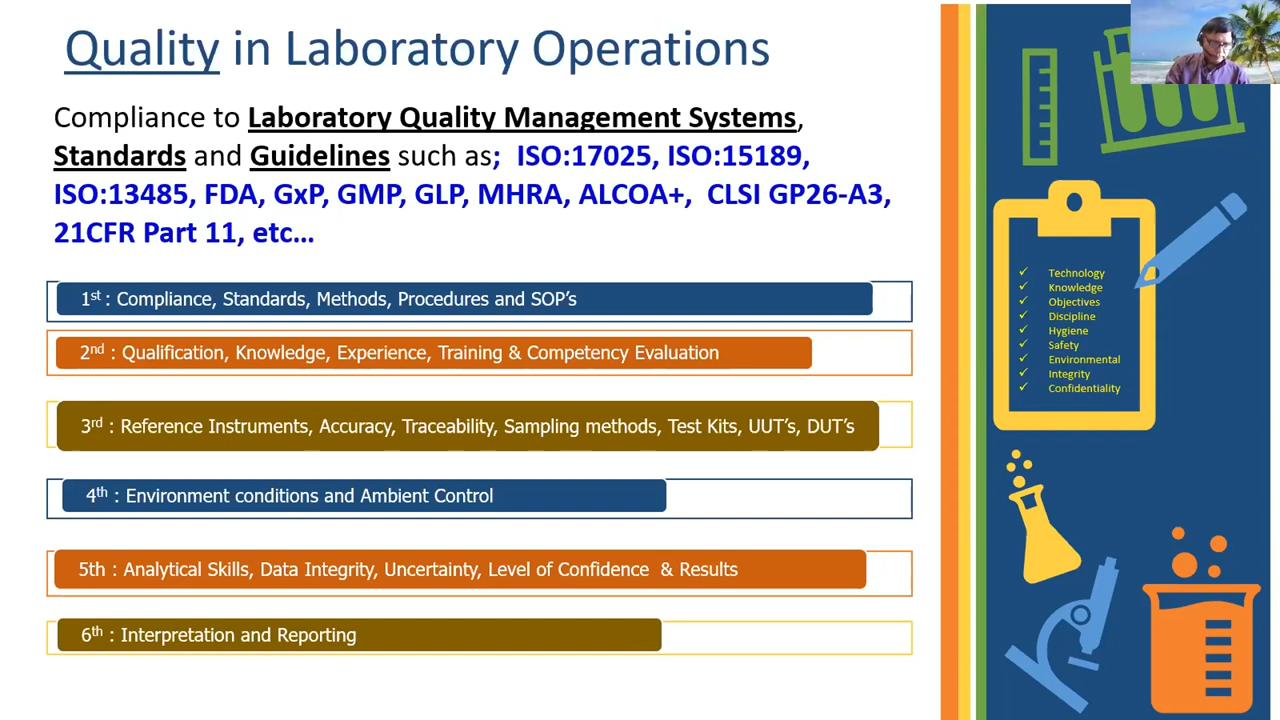 Quality in Laboratory Operations
Compliance to Laboratory Quality Management Systems,
Standards and Guidelines such as; ISO:17025, ISO:15189,
ISO:13485, FDA, GxP, GMP, GLP, MHRA, ALCOA+, CLSI GP26-A3,
21CFR Part 11, etc...
1st : Compliance, Standards, Methods, Procedures and SOP's
2nd : Qualification, Knowledge, Experience, Training & Competency Evaluation
3rd : Reference Instruments, Accuracy, Traceability, Sampling methods, Test Kits, UUT's, DUT's
4th : Environment conditions and Ambient Control
5th : Analytical Skills, Data Integrity, Uncertainty, Level of Confidence & Results
6th : Interpretation and Reporting
✓ Technology
✓ Knowledge
✓ Objectives
✓ Discipline
✓ Hygiene
✓ Safety
✓ Environmental
✓ Integrity
✓ Confidentiality